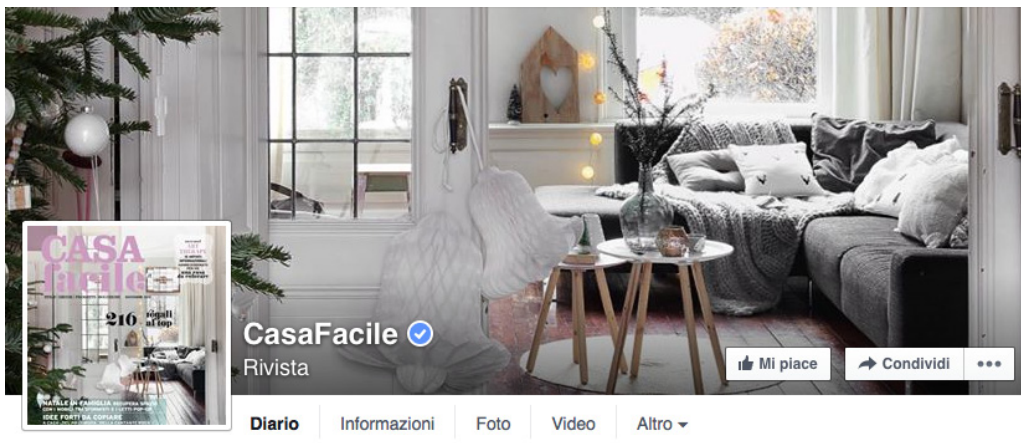 CASA
facile
216 regali
al top
NATALE IN FAMIGLIA
IDEE FORTI DA COPIARE
CasaFacile
Rivista
Mi piace
Condividi
Diario
Informazioni
Foto
Video
Altro